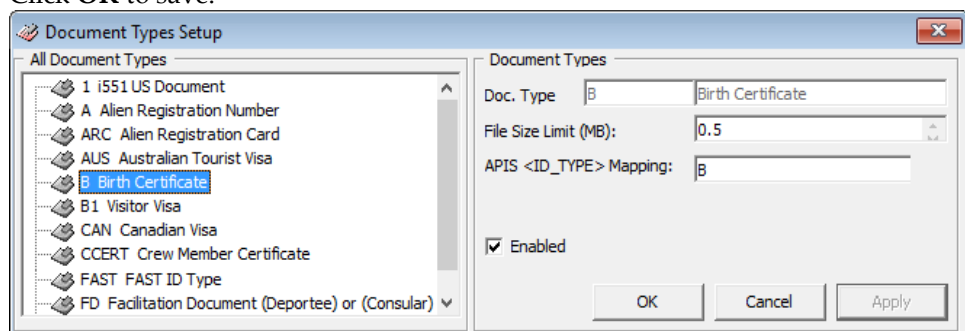 Click OK to save.
Document Types Setup
All Document Types
1 i551 US Document
A Alien Registration Number
ARC Alien Registration Card
AUS Australian Tourist Visa
B Birth Certificate
B1 Visitor Visa
CAN Canadian Visa
CCERT Crew Member Certificate
FAST FAST ID Type
FD Facilitation Document (Deportee) or (Consular)
Document Types
Doc. Type B Birth Certificate
File Size Limit (MB): 0.5
APIS <ID_TYPE> Mapping: B
Enabled
OK Cancel Apply